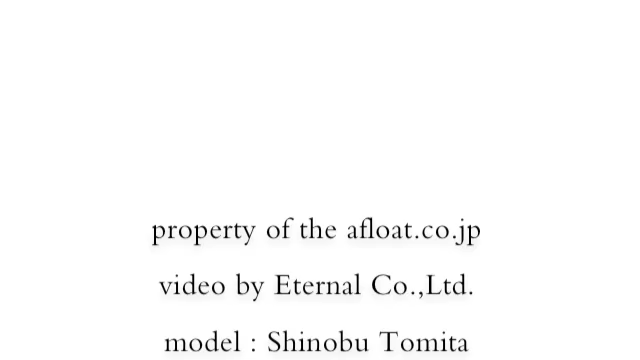 property of the afloat.co.jp
video by Eternal Co.,Ltd.
model : Shinobu Tomita